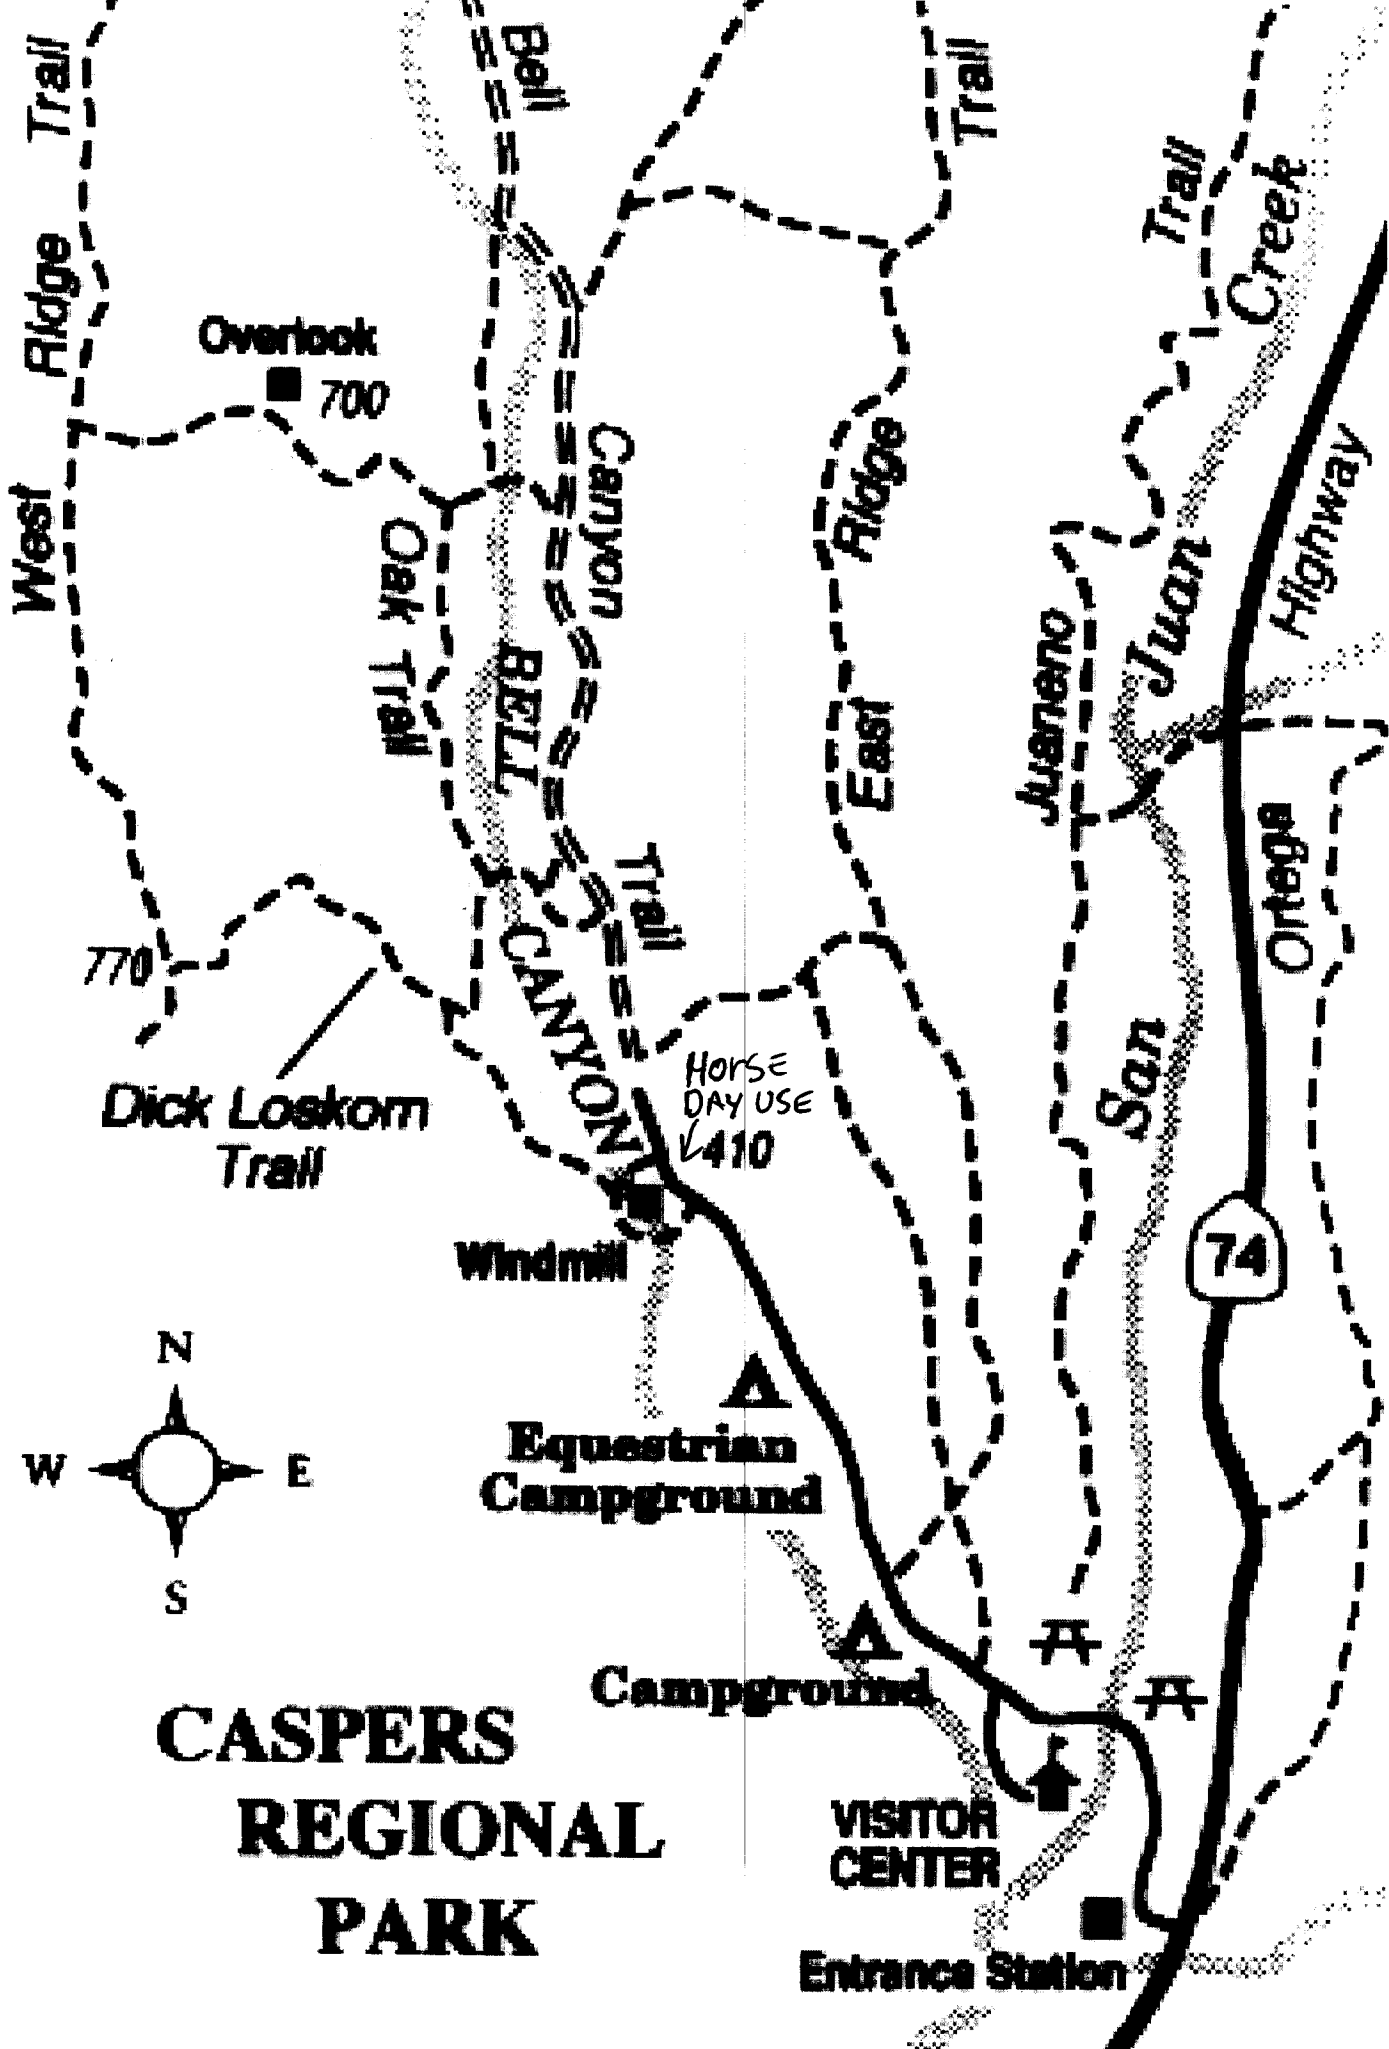 Bell
Trail
Trail
Trail
Creek
Ridge
Overlook
700
Canyon
Ridge
Highway
West
Oak Trail
Juan
Juaneno
BELL
East
Ortega
Trail
770
CANYON
San
HORSE
DAY USE
410
Dick Loskorn
Trail
74
Windmill
N
W E
S
Equestrian
Campground
Campground
CASPERS
REGIONAL
PARK
VISITOR
CENTER
Entrance Station